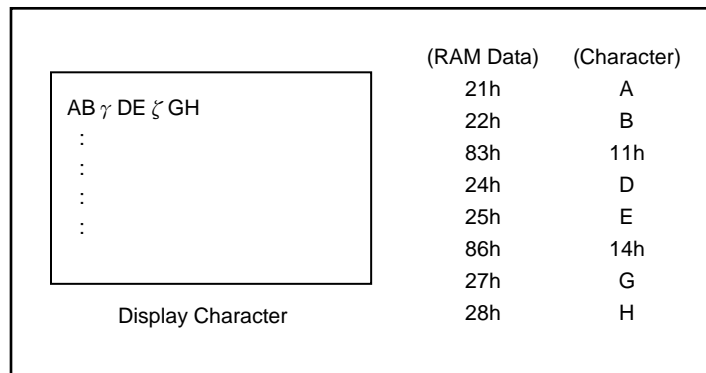 (RAM Data) (Character)
21h A
AB γ DE ζ GH
22h B
:
83h 11h
:
24h D
:
25h E
:
86h 14h
27h G
Display Character
28h H